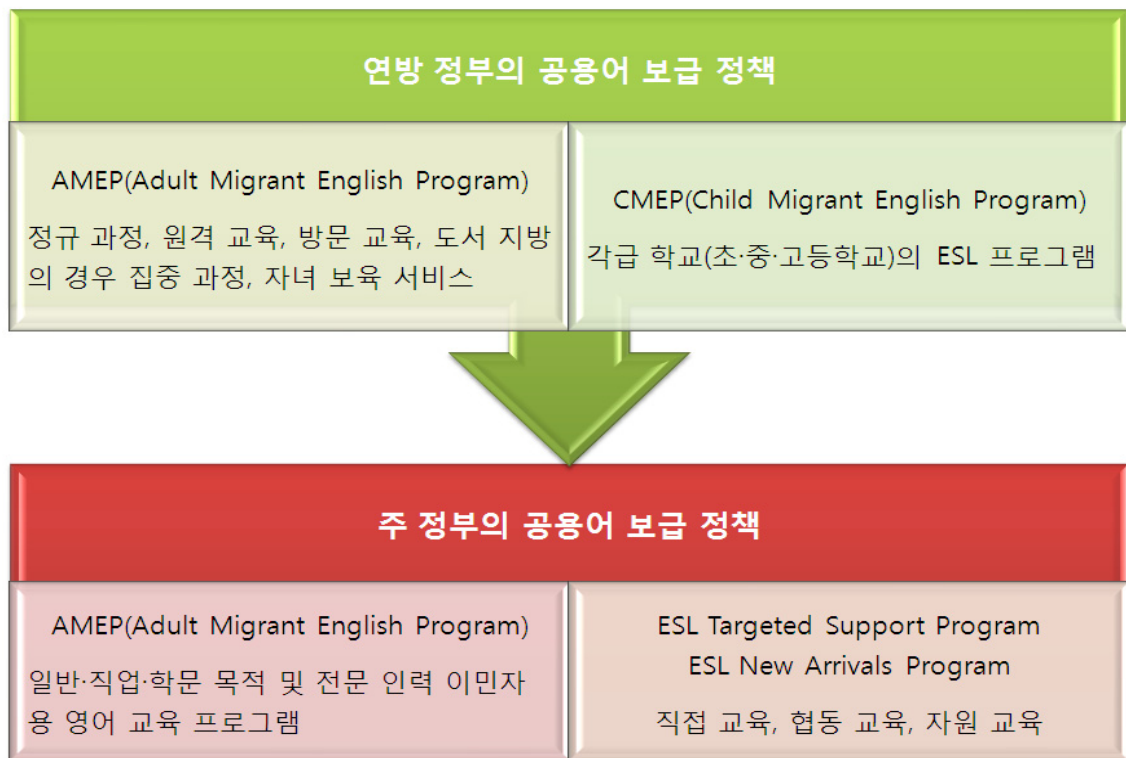 연방 정부의 공용어 보급 정책
AMEP(Adult Migrant English Program)
정규 과정, 원격 교육, 방문 교육, 도서 지방
의 경우 집중 과정, 자녀 보육 서비스
CMEP(Child Migrant English Program)
각급 학교(초·중·고등학교)의 ESL 프로그램
주 정부의 공용어 보급 정책
AMEP(Adult Migrant English Program)
일반·직업·학문 목적 및 전문 인력 이민자
용 영어 교육 프로그램
ESL Targeted Support Program
ESL New Arrivals Program
직접 교육, 협동 교육, 자원 교육